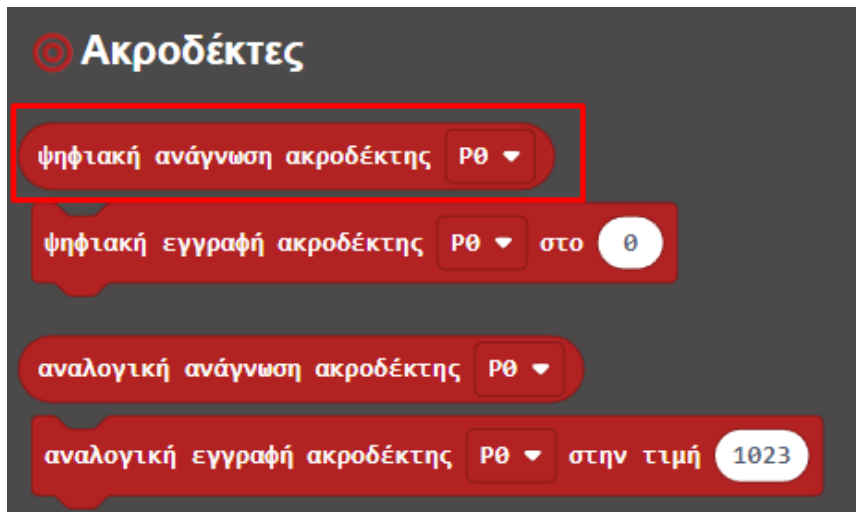 Ακροδέκτες
ψηφιακή ανάγνωση ακροδέκτης P0
ψηφιακή εγγραφή ακροδέκτης P0 στο 0
αναλογική ανάγνωση ακροδέκτης P0
αναλογική εγγραφή ακροδέκτης P0 στην τιμή 1023